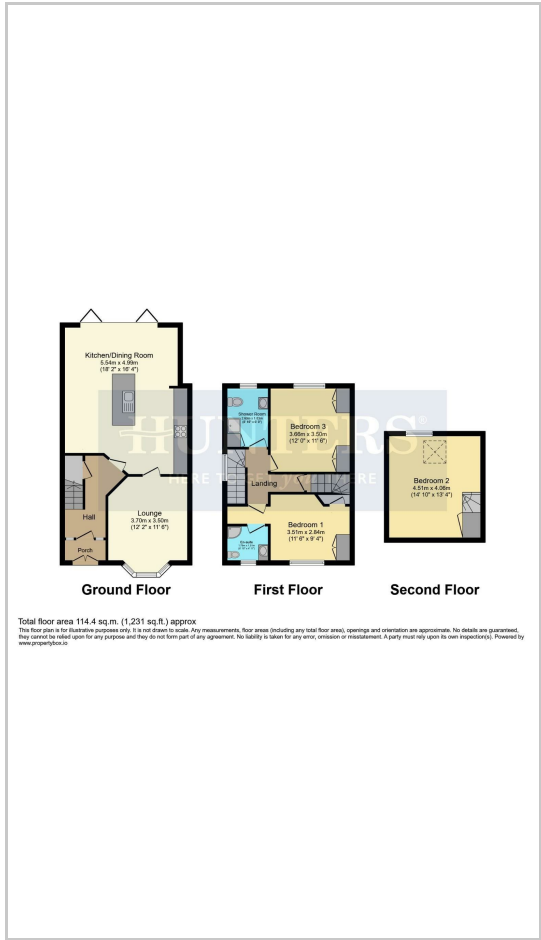 Kitchen/Dining Room
5.54m x 4.99m
(18' 2" x 16' 4")
Hall
Porch
Lounge
3.70m x 3.50m
(12' 2" x 11' 6")
Ground Floor
Shower Room
Bedroom 3
3.66m x 3.50m
(12' 0" x 11' 6")
Landing
Bedroom 1
3.51m x 2.84m
(11' 6" x 9' 4")
En-suite
First Floor
Bedroom 2
4.51m x 4.06m
(14' 10" x 13' 4")
Second Floor
HUNTERS®
HERE TO GET you THERE
Total floor area 114.4 sq.m. (1,231 sq.ft.) approx
This floor plan is for illustrative purposes only. It is not drawn to scale. Any measurements, floor areas (including any total floor area), openings and orientation are approximate. No details are guaranteed,
they cannot be relied upon for any purpose and they do not form part of any agreement. No liability is taken for any error, omission or misstatement. A party must rely upon its own inspection(s). Powered by
www.propertybox.io